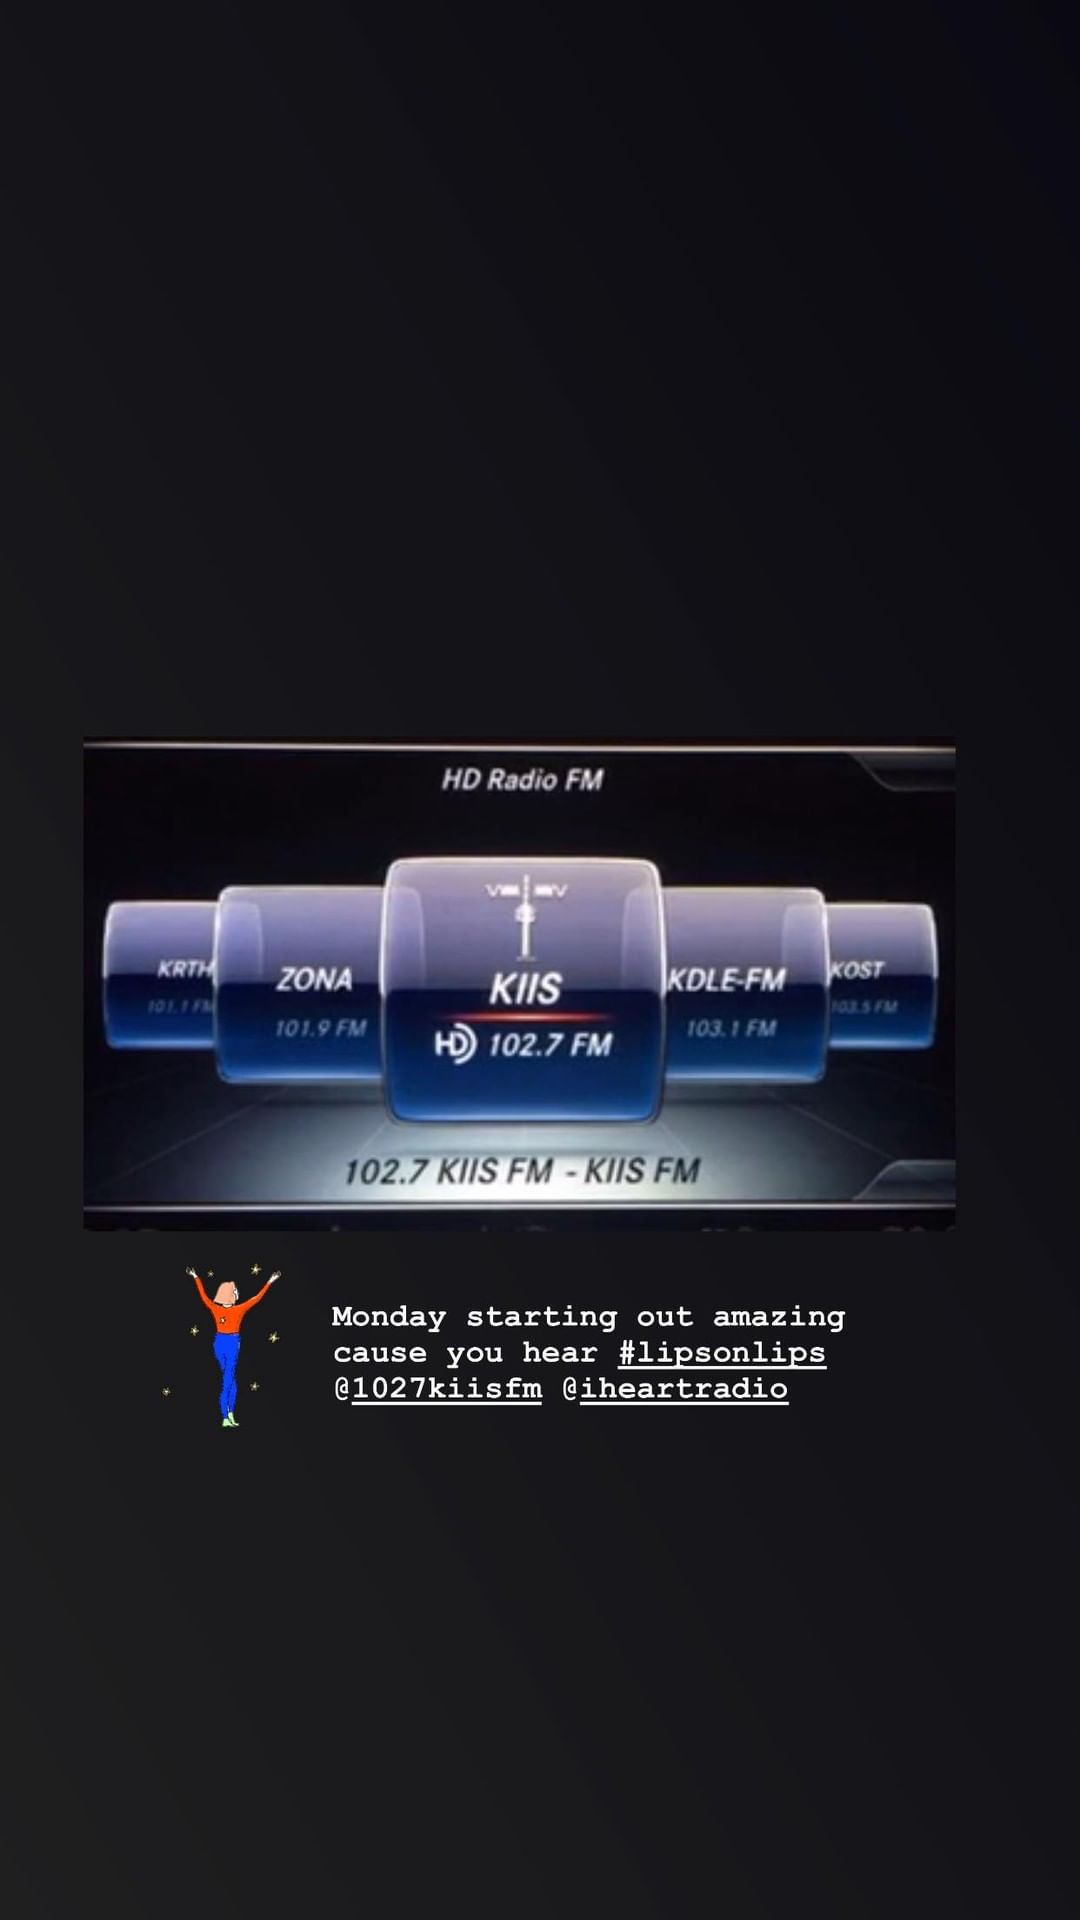 HD Radio FM
KRTH
101.1 FM
ZONA
101.9 FM
KIIS
HD 102.7 FM
KDLE-FM
103.1 FM
KOST
103.5 FM
102.7 KIIS FM - KIIS FM
Monday starting out amazing
cause you hear #lipsonlips
@1027kiisfm @iheartradio